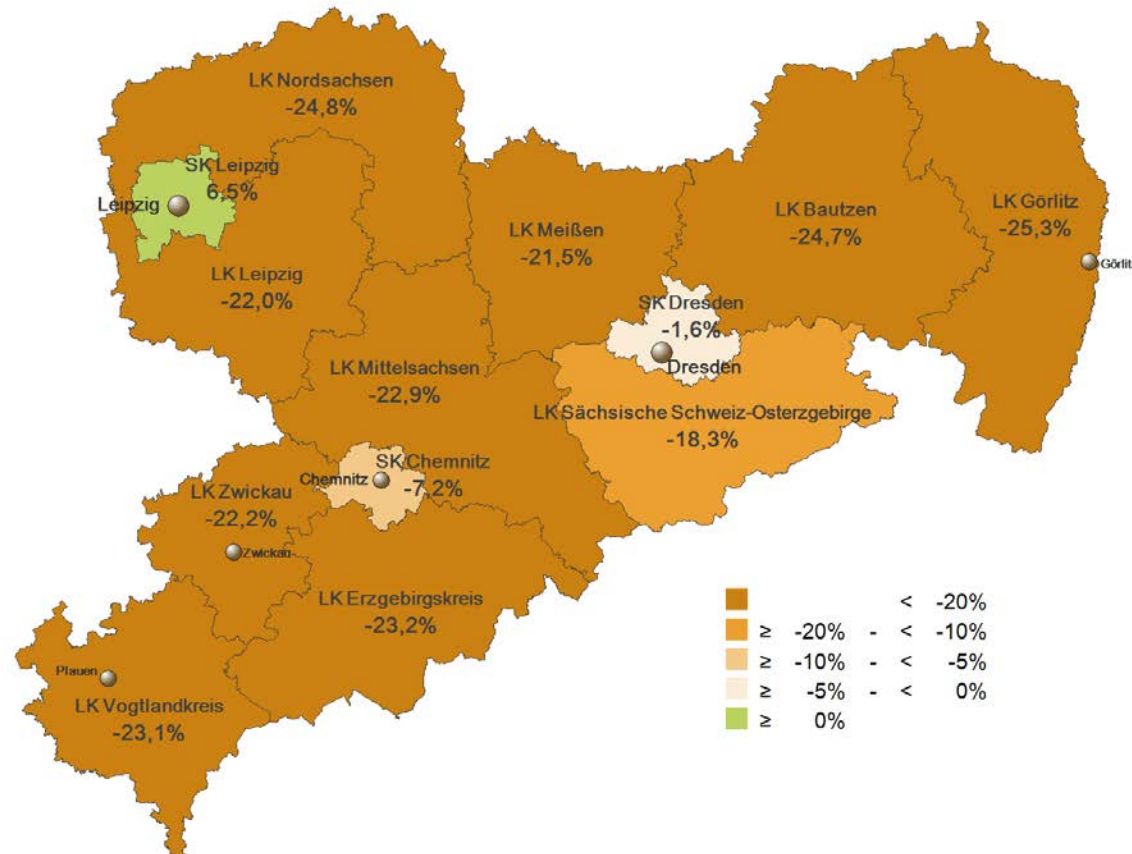 LK Nordsachsen
-24,8%
SK Leipzig
6,5%
Leipzig
LK Leipzig
-22,0%
LK Meißen
-21,5%
LK Bautzen
-24,7%
LK Görlitz
-25,3%
Görlit
SK Dresden
-1,6%
Dresden
LK Mittelsachsen
-22,9%
LK Sächsische Schweiz-Osterzgebirge
-18,3%
SK Chemnitz
Chemnitz
-7,2%
LK Zwickau
-22,2%
Zwickau
LK Erzgebirgskreis
-23,2%
Plauen
LK Vogtlandkreis
-23,1%
< -20%
≥ -20% - < -10%
≥ -10% - < -5%
≥ -5% - < 0%
≥ 0%